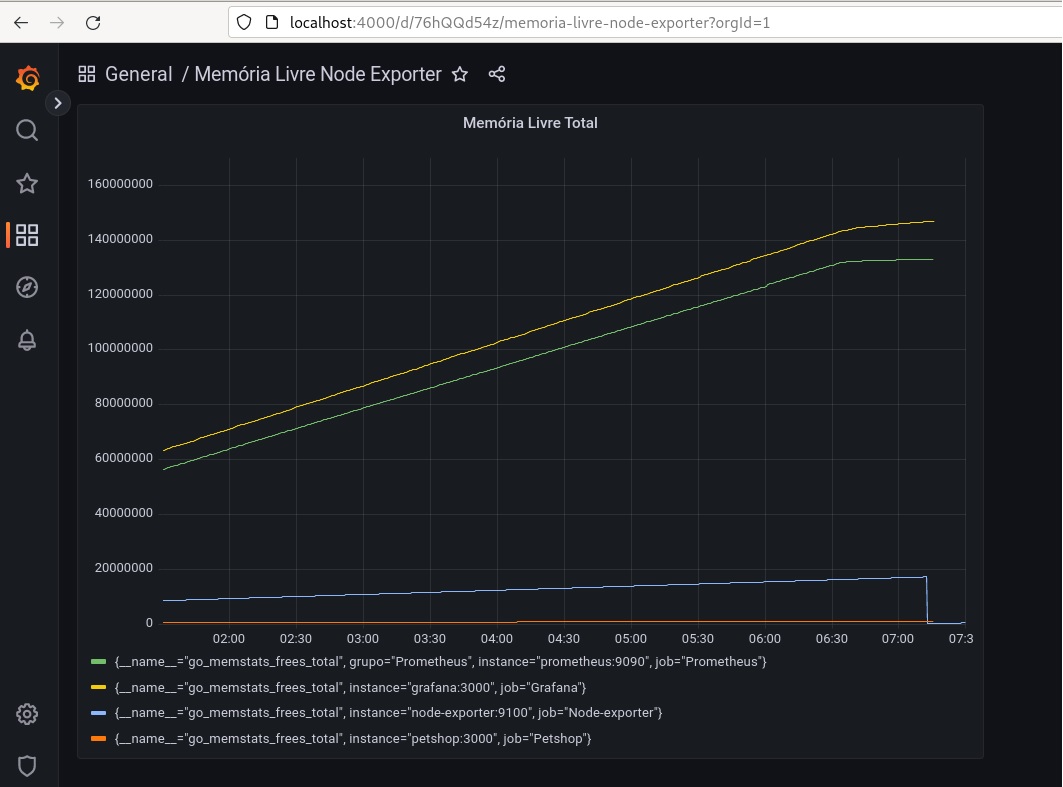 localhost:4000/d/76hQQd54z/memoria-livre-node-exporter?orgId=1
General / Memória Livre Node Exporter
Memória Livre Total
160000000
140000000
120000000
100000000
80000000
60000000
40000000
20000000
0
02:00 02:30 03:00 03:30 04:00 04:30 05:00 05:30 06:00 06:30 07:00 07:3
{__name__="go_memstats_frees_total", grupo="Prometheus", instance="prometheus:9090", job="Prometheus"}
{__name__="go_memstats_frees_total", instance="grafana:3000", job="Grafana"}
{__name__="go_memstats_frees_total", instance="node-exporter:9100", job="Node-exporter"}
{__name__="go_memstats_frees_total", instance="petshop:3000", job="Petshop"}